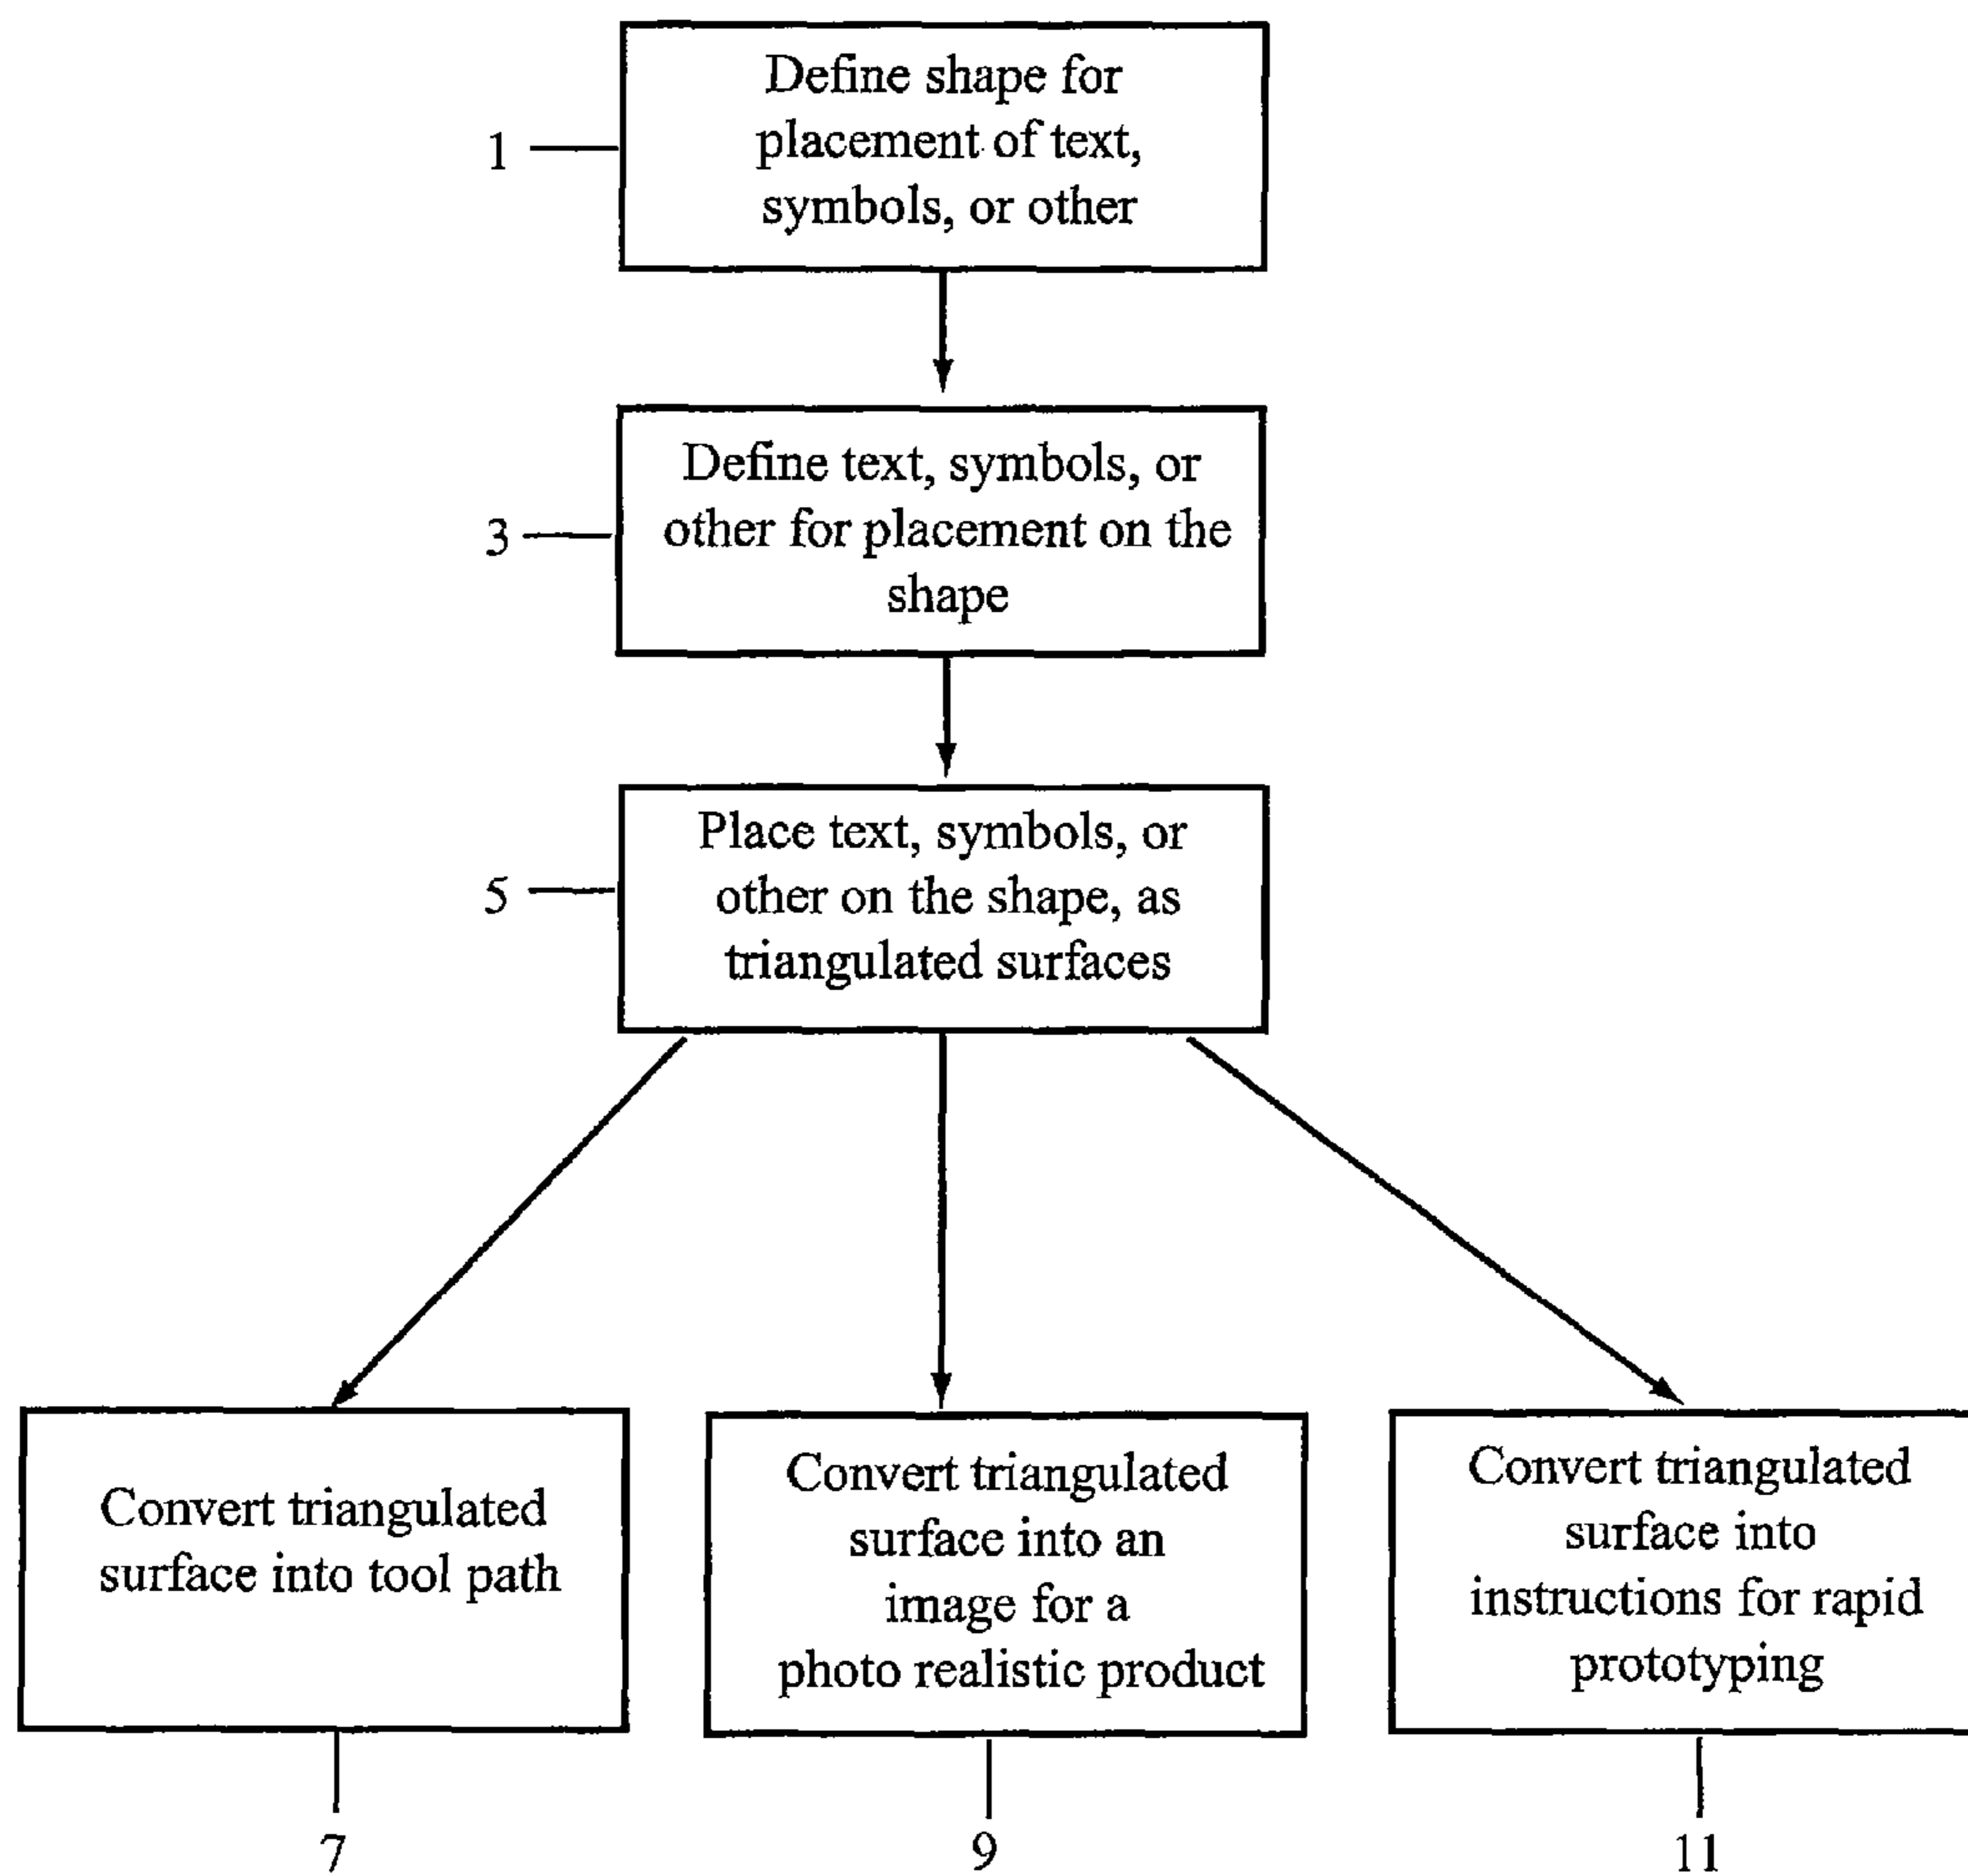 Define shape for
placement of text,
symbols, or other
1
Define text, symbols, or
other for placement on the
shape
3
Place text, symbols, or
other on the shape, as
triangulated surfaces
5
Convert triangulated
surface into tool path
7
Convert triangulated
surface into an
image for a
photo realistic product
9
Convert triangulated
surface into
instructions for rapid
prototyping
11